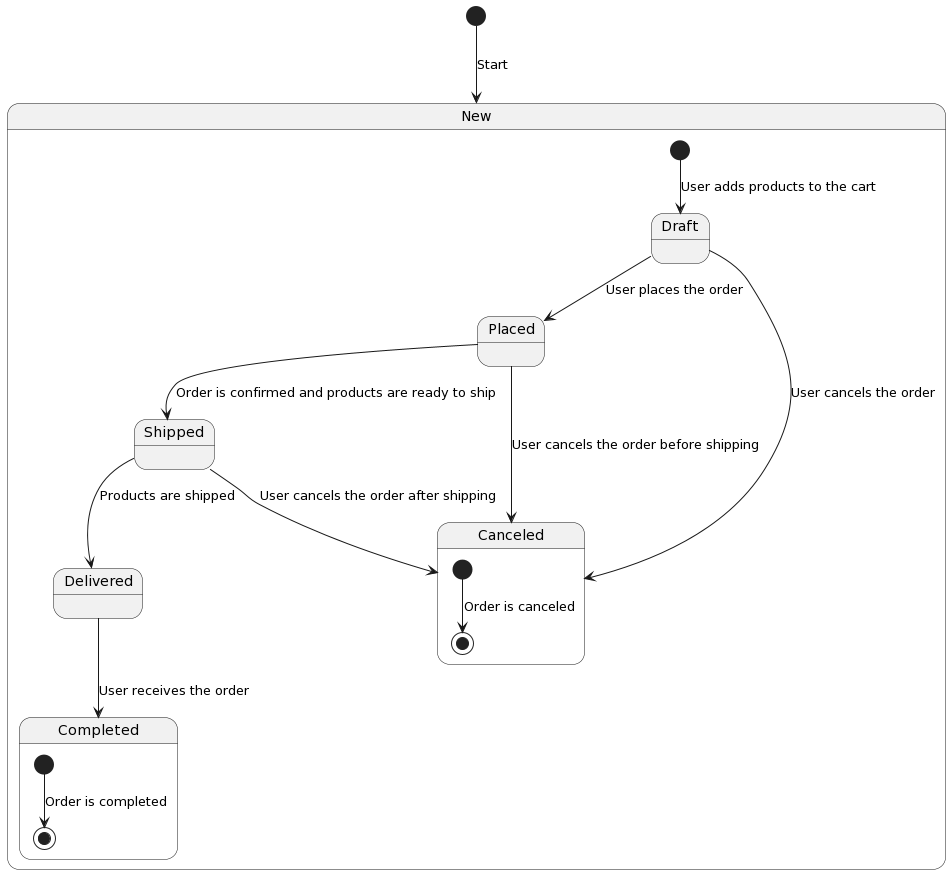 Start
New
User adds products to the cart
Draft
User places the order
Placed
Order is confirmed and products are ready to ship
User cancels the order
Shipped
User cancels the order before shipping
Products are shipped
User cancels the order after shipping
Canceled
Delivered
Order is canceled
User receives the order
Completed
Order is completed